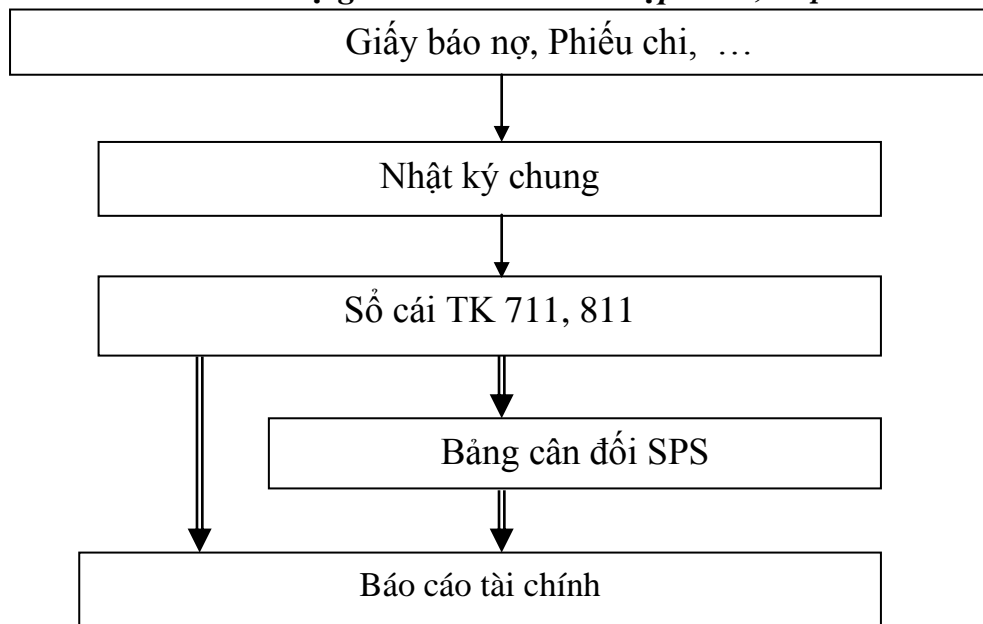 Giấy báo nợ, Phiếu chi, …
Nhật ký chung
Sổ cái TK 711, 811
Bảng cân đối SPS
Báo cáo tài chính